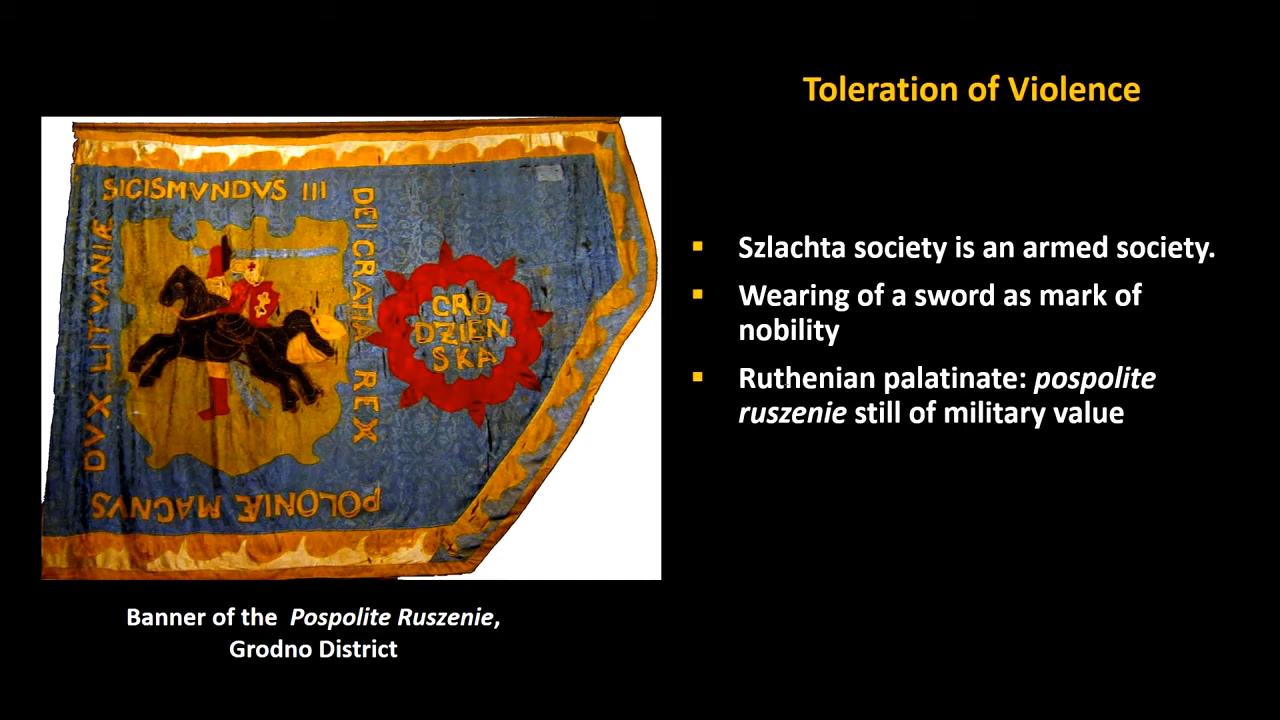 Toleration of Violence
SICISMVNDVS III
DEI CRATIA REX
POLONIÆ MACNVS
DVX LITVANIÆ
CRO
DZIEN
SKA
Szlachta society is an armed society.
Wearing of a sword as mark of
nobility
Ruthenian palatinate: pospolite
ruszenie still of military value
Banner of the Pospolite Ruszenie,
Grodno District